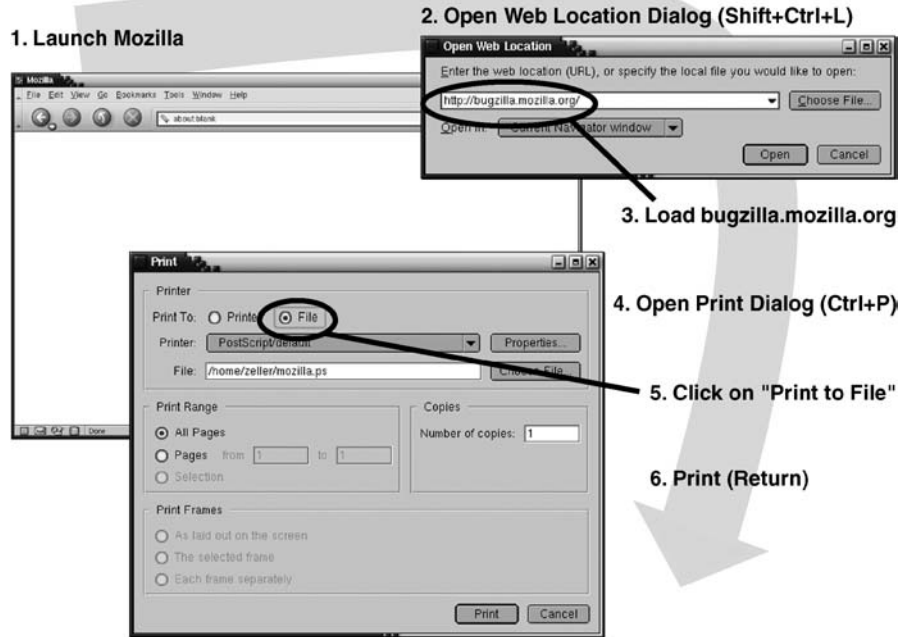 1. Launch Mozilla
2. Open Web Location Dialog (Shift+Ctrl+L)
Mozilla
File Edit View Go Bookmarks Tools Window Help
about:blank
Done
Open Web Location
Enter the web location (URL), or specify the local file you would like to open:
http://bugzilla.mozilla.org/
Choose File...
Open in: Current Navigator window
Open Cancel
3. Load bugzilla.mozilla.org
Print
Printer
Print To: Printer File
Printer: PostScript/default Properties...
File: /home/zeller/mozilla.ps Choose File...
Print Range
All Pages
Pages from 1 to 1
Selection
Copies
Number of copies: 1
Print Frames
As laid out on the screen
The selected frame
Each frame separately
Print Cancel
4. Open Print Dialog (Ctrl+P)
5. Click on "Print to File"
6. Print (Return)